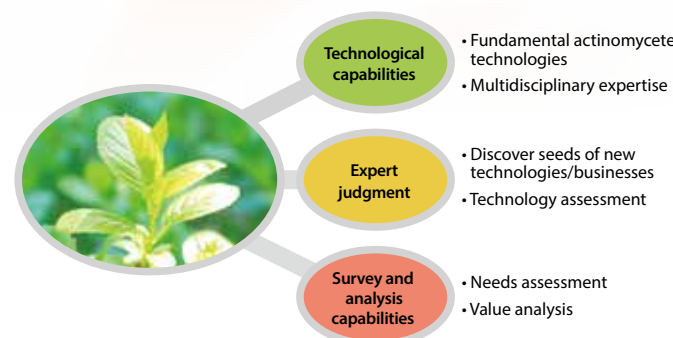 Technological
capabilities
• Fundamental actinomycete
technologies
• Multidisciplinary expertise
Expert
judgment
• Discover seeds of new
technologies/businesses
• Technology assessment
Survey and
analysis
capabilities
• Needs assessment
• Value analysis